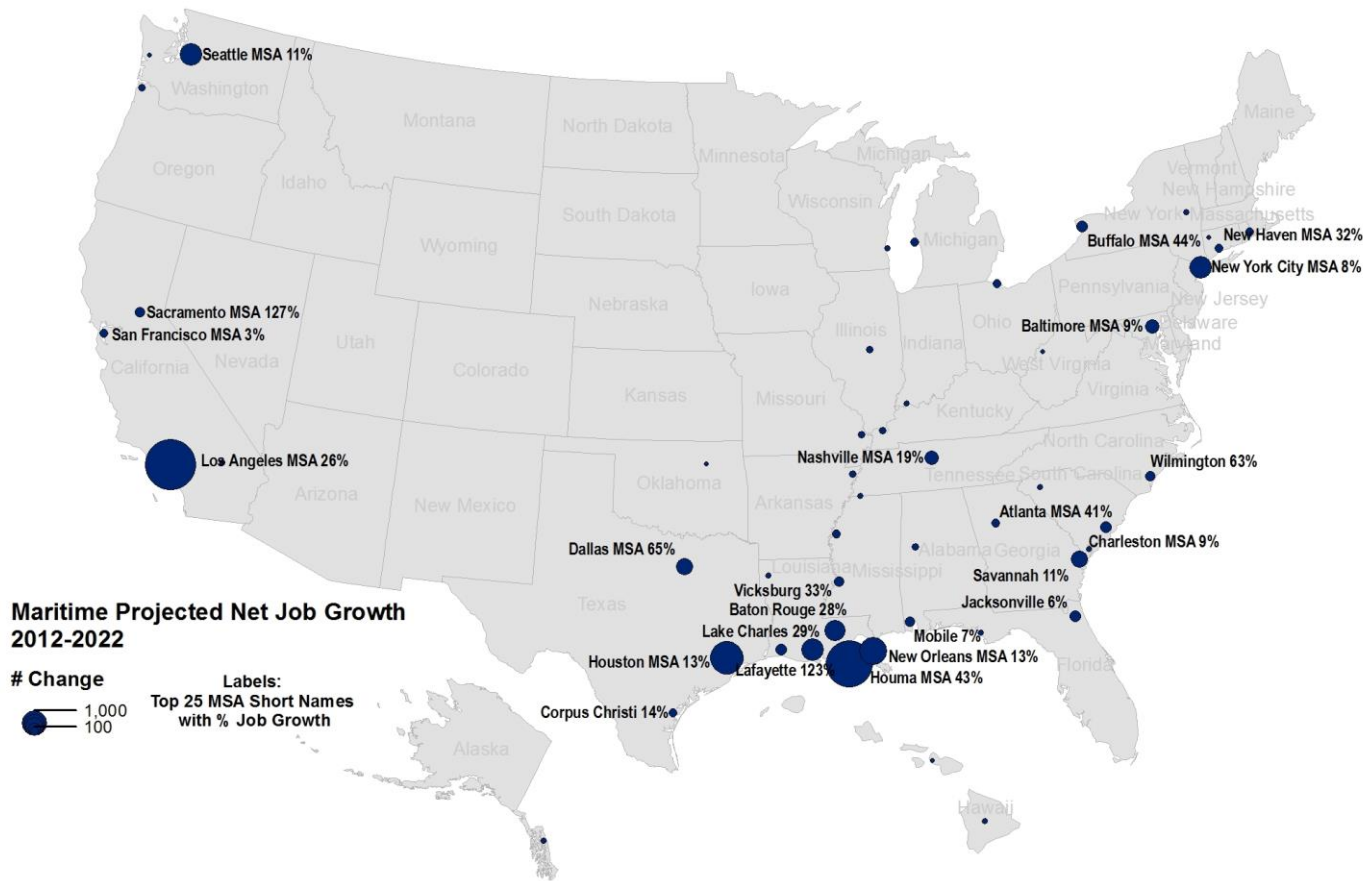 Seattle MSA 11%
Washington
Montana
North Dakota
Minnesota
Michigan
Maine
Oregon
Idaho
Wisconsin
Vermont
New Hampshire
South Dakota
New York
Massachusetts
Wyoming
Michigan
Buffalo MSA 44%
New Haven MSA 32%
New York City MSA 8%
Iowa
Pennsylvania
Nebraska
New Jersey
Sacramento MSA 127%
San Francisco MSA 3%
Ohio
Baltimore MSA 9%
Delaware
Illinois
Indiana
Maryland
Utah
Nevada
California
Colorado
West Virginia
Kansas
Missouri
Virginia
Kentucky
North Carolina
Los Angeles MSA 26%
Nashville MSA 19%
Wilmington 63%
Oklahoma
Tennessee
South Carolina
Arizona
New Mexico
Arkansas
Atlanta MSA 41%
Charleston MSA 9%
Dallas MSA 65%
Alabama
Georgia
Louisiana
Mississippi
Savannah 11%
Vicksburg 33%
Texas
Baton Rouge 28%
Jacksonville 6%
Lake Charles 29%
Mobile 7%
Houston MSA 13%
Lafayette 123%
New Orleans MSA 13%
Houma MSA 43%
Florida
Corpus Christi 14%
Alaska
Hawaii
Maritime Projected Net Job Growth
2012-2022
# Change
1,000
100
Labels:
Top 25 MSA Short Names
with % Job Growth